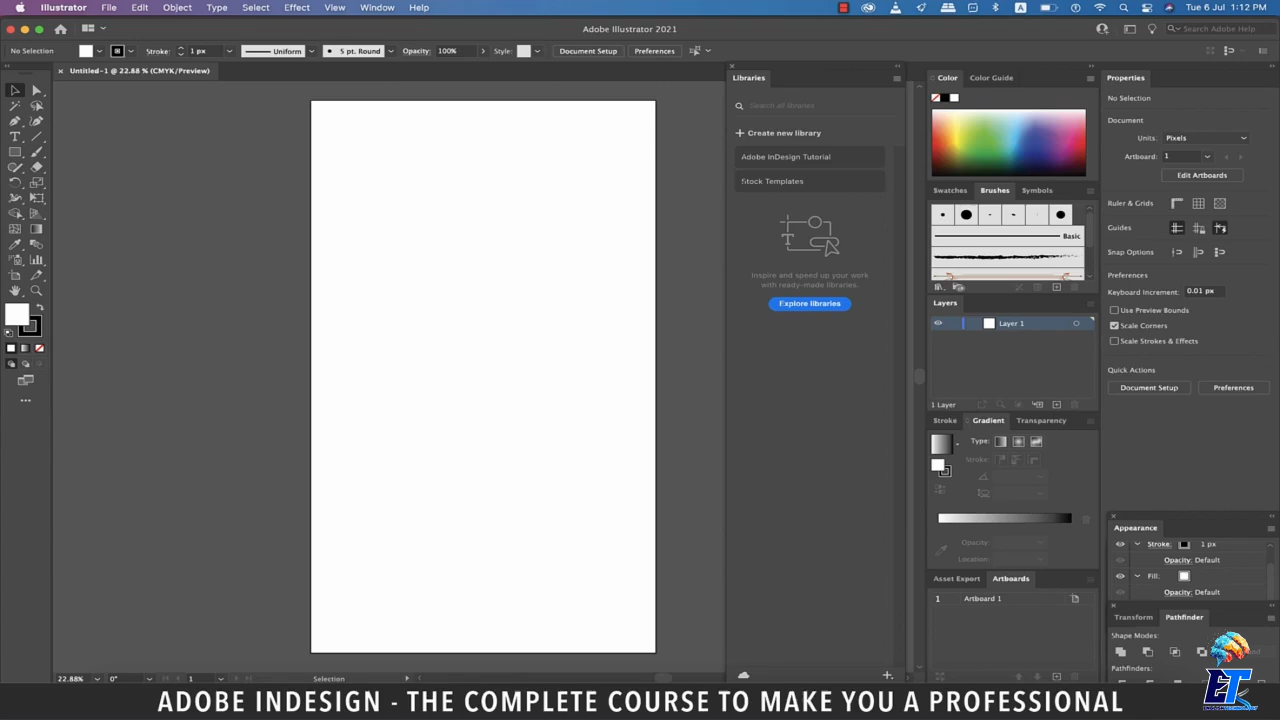 Illustrator File Edit Object Type Select Effect View Window Help
A Tue 6 Jul 1:12 PM
Adobe Illustrator 2021
Search Adobe Help
No Selection
Stroke:
1 px
Uniform
5 pt. Round
Opacity:
100%
Style:
Document Setup
Preferences
Untitled-1 @ 22.88 % (CMYK/Preview)
Libraries
Search all libraries
Create new library
Adobe InDesign Tutorial
Stock Templates
Inspire and speed up your work
with ready-made libraries.
Explore libraries
Color
Color Guide
Swatches
Brushes
Symbols
Basic
Layers
Layer 1
1 Layer
Stroke
Gradient
Transparency
Type:
Stroke:
Opacity:
Location:
Asset Export
Artboards
1
Artboard 1
Properties
No Selection
Document
Units:
Pixels
Artboard:
1
Edit Artboards
Ruler & Grids
Guides
Snap Options
Preferences
Keyboard Increment:
0.01 px
Use Preview Bounds
Scale Corners
Scale Strokes & Effects
Quick Actions
Document Setup
Preferences
Appearance
Stroke:
1 px
Opacity: Default
Fill:
Opacity: Default
Transform
Pathfinder
Shape Modes:
Pathfinders:
22.88%
0°
1
Selection
ADOBE INDESIGN - THE COMPLETE COURSE TO MAKE YOU A PROFESSIONAL
ET